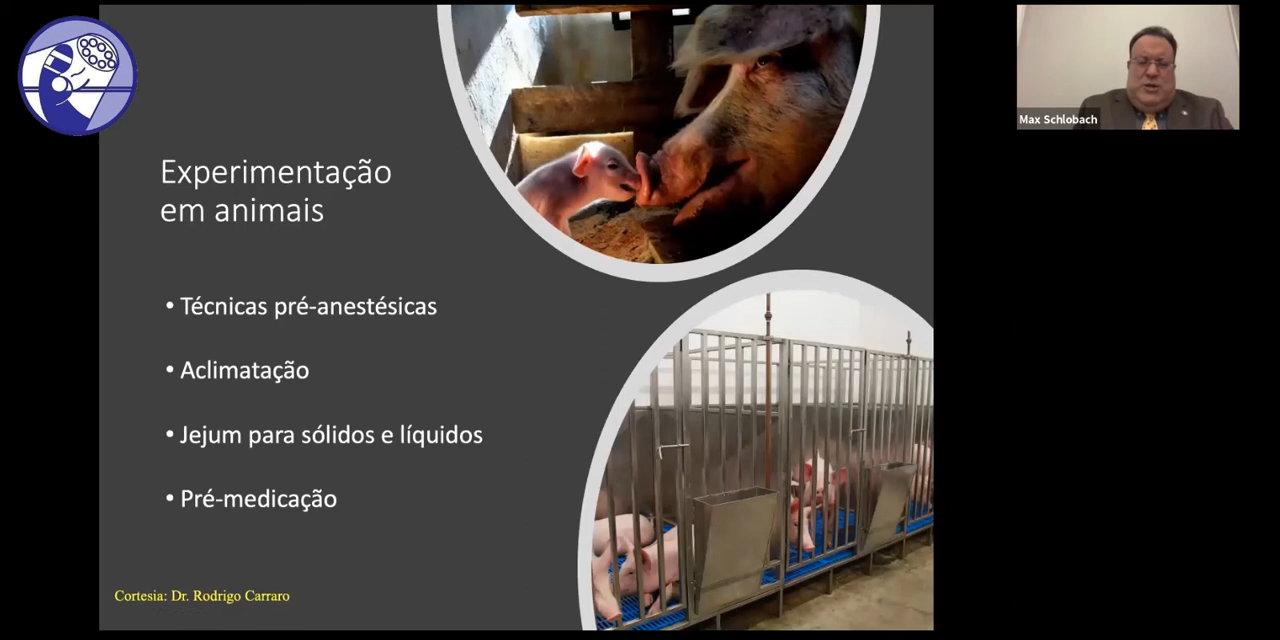 Experimentação
em animais
• Técnicas pré-anestésicas
• Aclimatação
• Jejum para sólidos e líquidos
• Pré-medicação
Cortesia: Dr. Rodrigo Carraro
Max Schlobach